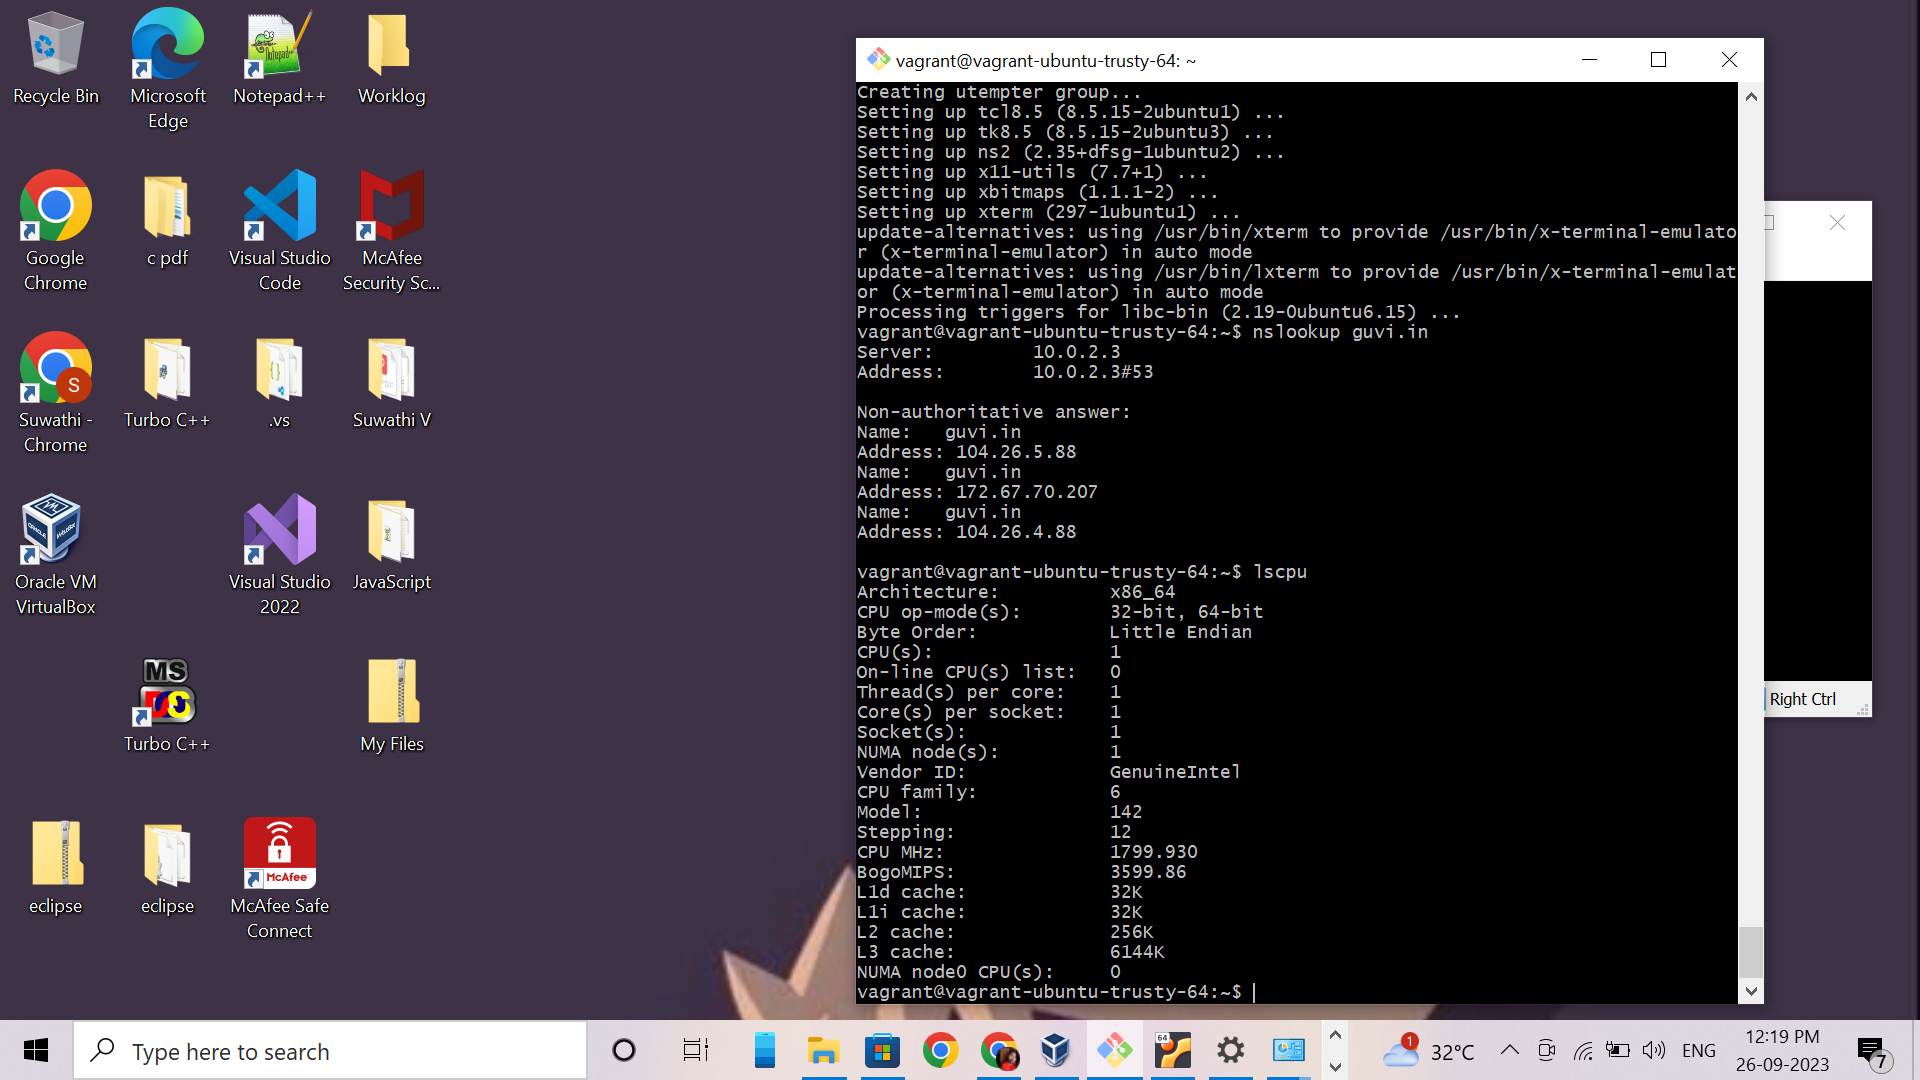 Recycle Bin
Microsoft
Edge
Notepad++
Worklog
Google
Chrome
c pdf
Visual Studio
Code
McAfee
Security Sc...
S
Suwathi -
Chrome
Turbo C++
.vs
Suwathi V
Oracle VM
VirtualBox
Visual Studio
2022
JavaScript
MS
DOS
Turbo C++
My Files
eclipse
eclipse
McAfee
McAfee Safe
Connect
vagrant@vagrant-ubuntu-trusty-64: ~
Creating utempter group...
Setting up tcl8.5 (8.5.15-2ubuntu1) ...
Setting up tk8.5 (8.5.15-2ubuntu3) ...
Setting up ns2 (2.35+dfsg-1ubuntu2) ...
Setting up x11-utils (7.7+1) ...
Setting up xbitmaps (1.1.1-2) ...
Setting up xterm (297-1ubuntu1) ...
update-alternatives: using /usr/bin/xterm to provide /usr/bin/x-terminal-emulato
r (x-terminal-emulator) in auto mode
update-alternatives: using /usr/bin/lxterm to provide /usr/bin/x-terminal-emulat
or (x-terminal-emulator) in auto mode
Processing triggers for libc-bin (2.19-0ubuntu6.15) ...
vagrant@vagrant-ubuntu-trusty-64:~$ nslookup guvi.in
Server: 10.0.2.3
Address: 10.0.2.3#53
Non-authoritative answer:
Name: guvi.in
Address: 104.26.5.88
Name: guvi.in
Address: 172.67.70.207
Name: guvi.in
Address: 104.26.4.88
vagrant@vagrant-ubuntu-trusty-64:~$ lscpu
Architecture: x86_64
CPU op-mode(s): 32-bit, 64-bit
Byte Order: Little Endian
CPU(s): 1
On-line CPU(s) list: 0
Thread(s) per core: 1
Core(s) per socket: 1
Socket(s): 1
NUMA node(s): 1
Vendor ID: GenuineIntel
CPU family: 6
Model: 142
Stepping: 12
CPU MHz: 1799.930
BogoMIPS: 3599.86
L1d cache: 32K
L1i cache: 32K
L2 cache: 256K
L3 cache: 6144K
NUMA node0 CPU(s): 0
vagrant@vagrant-ubuntu-trusty-64:~$
Right Ctrl
Type here to search
64
1
32°C
ENG
12:19 PM
26-09-2023
7